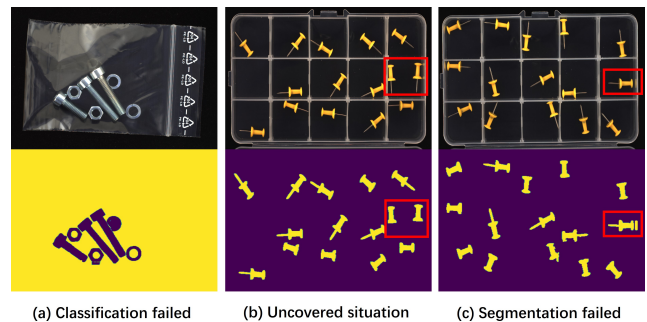 (a) Classification failed
(b) Uncovered situation
(c) Segmentation failed